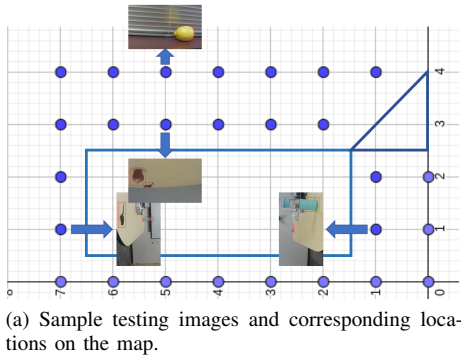 4
3
2
1
7 6 5 4 3 2 1 0
(a) Sample testing images and corresponding loca-
tions on the map.